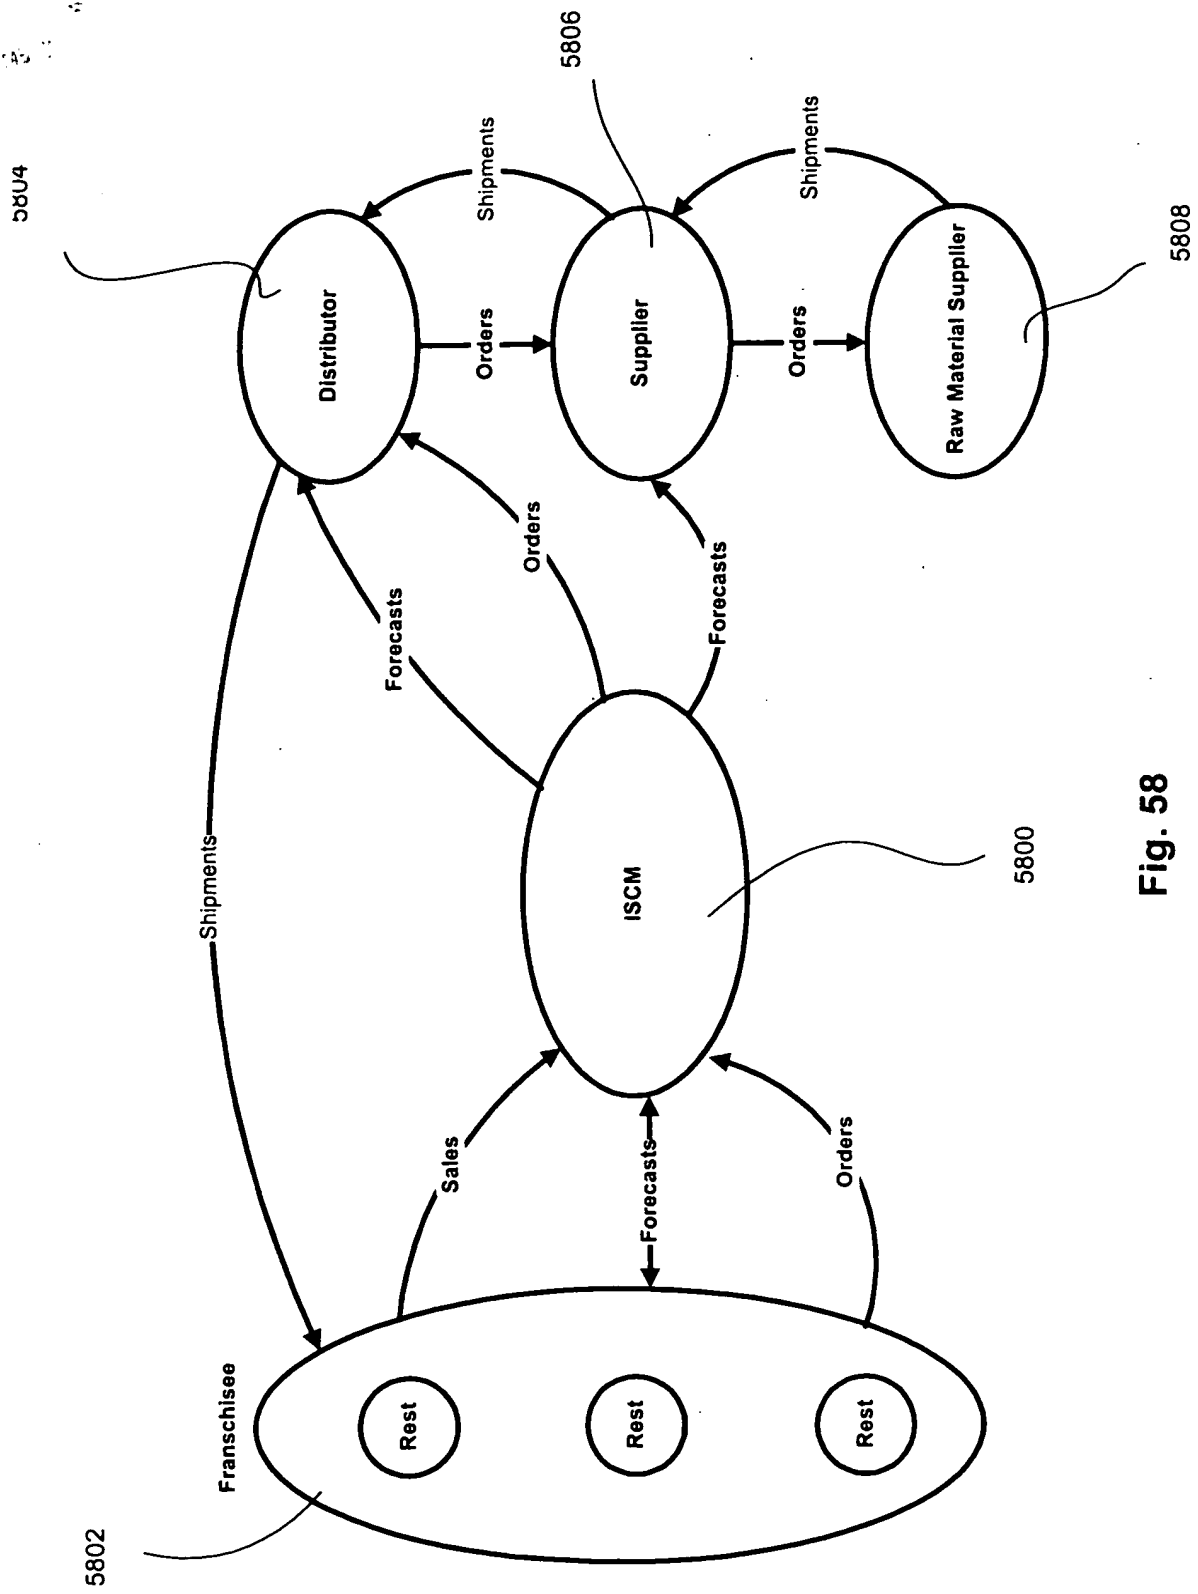 5802
Franschisee
Rest
Rest
Rest
Shipments
Sales
Forecasts
Orders
ISCM
5800
Forecasts
Orders
Forecasts
5804
Distributor
Orders
Shipments
5806
Supplier
Orders
Shipments
Raw Material Supplier
5808
Fig. 58